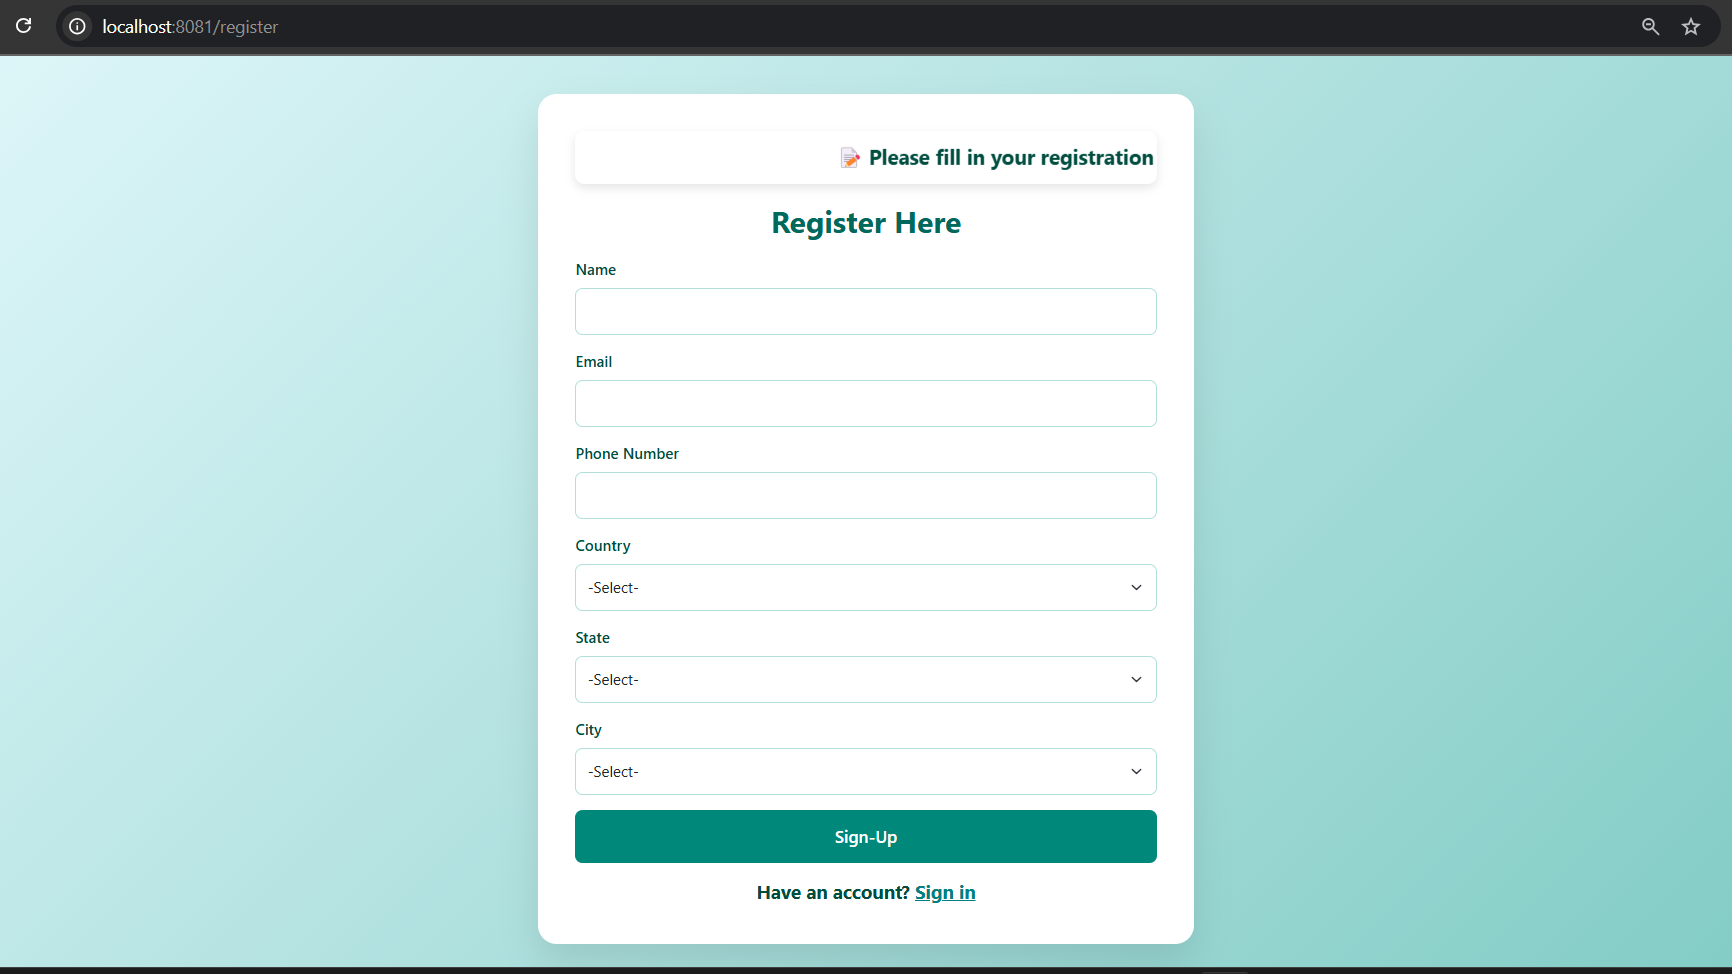 localhost:8081/register
📝 Please fill in your registration
Register Here
Name
Email
Phone Number
Country
-Select-
State
-Select-
City
-Select-
Sign-Up
Have an account? Sign in